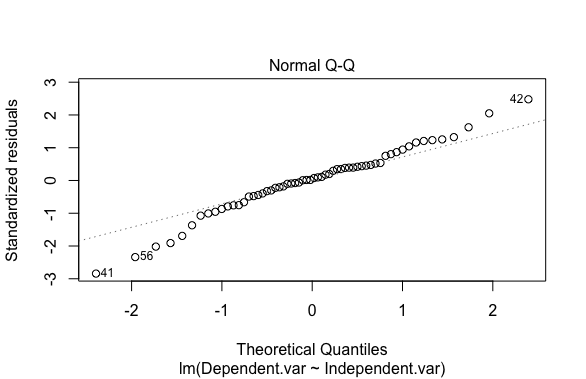 Normal Q-Q
Standardized residuals
3
2
1
0
-1
-2
-3
42
56
41
-2 -1 0 1 2
Theoretical Quantiles
lm(Dependent.var ~ Independent.var)